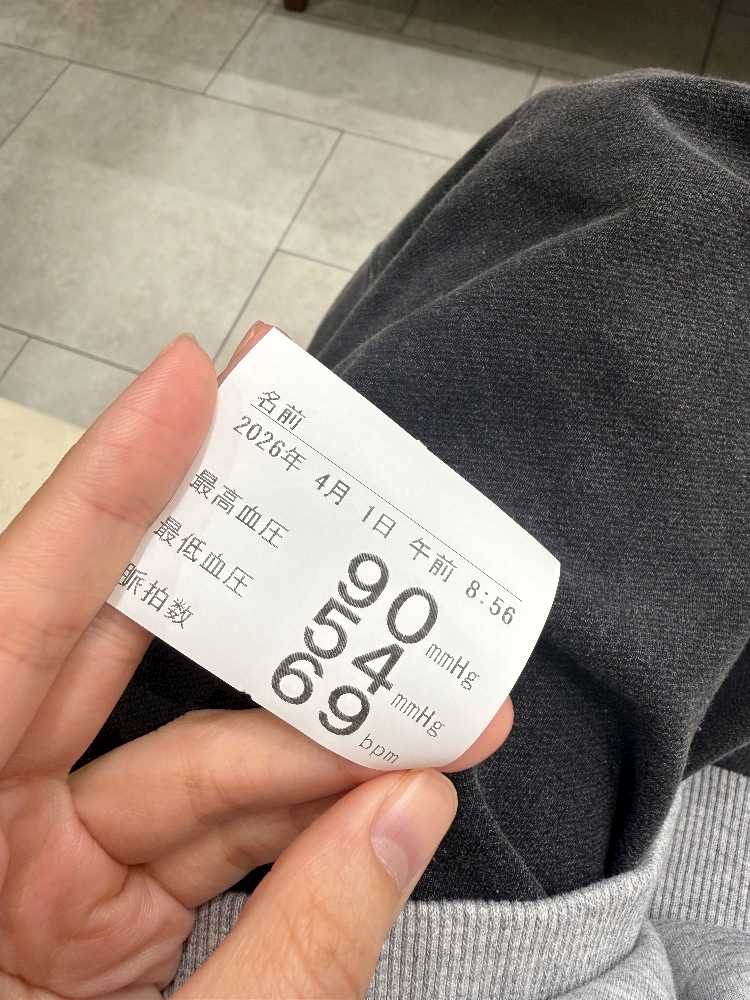 名前
2026年 4月 1日 午前 8:56
最高血圧 90 mmHg
最低血圧 54 mmHg
脈拍数 69 bpm